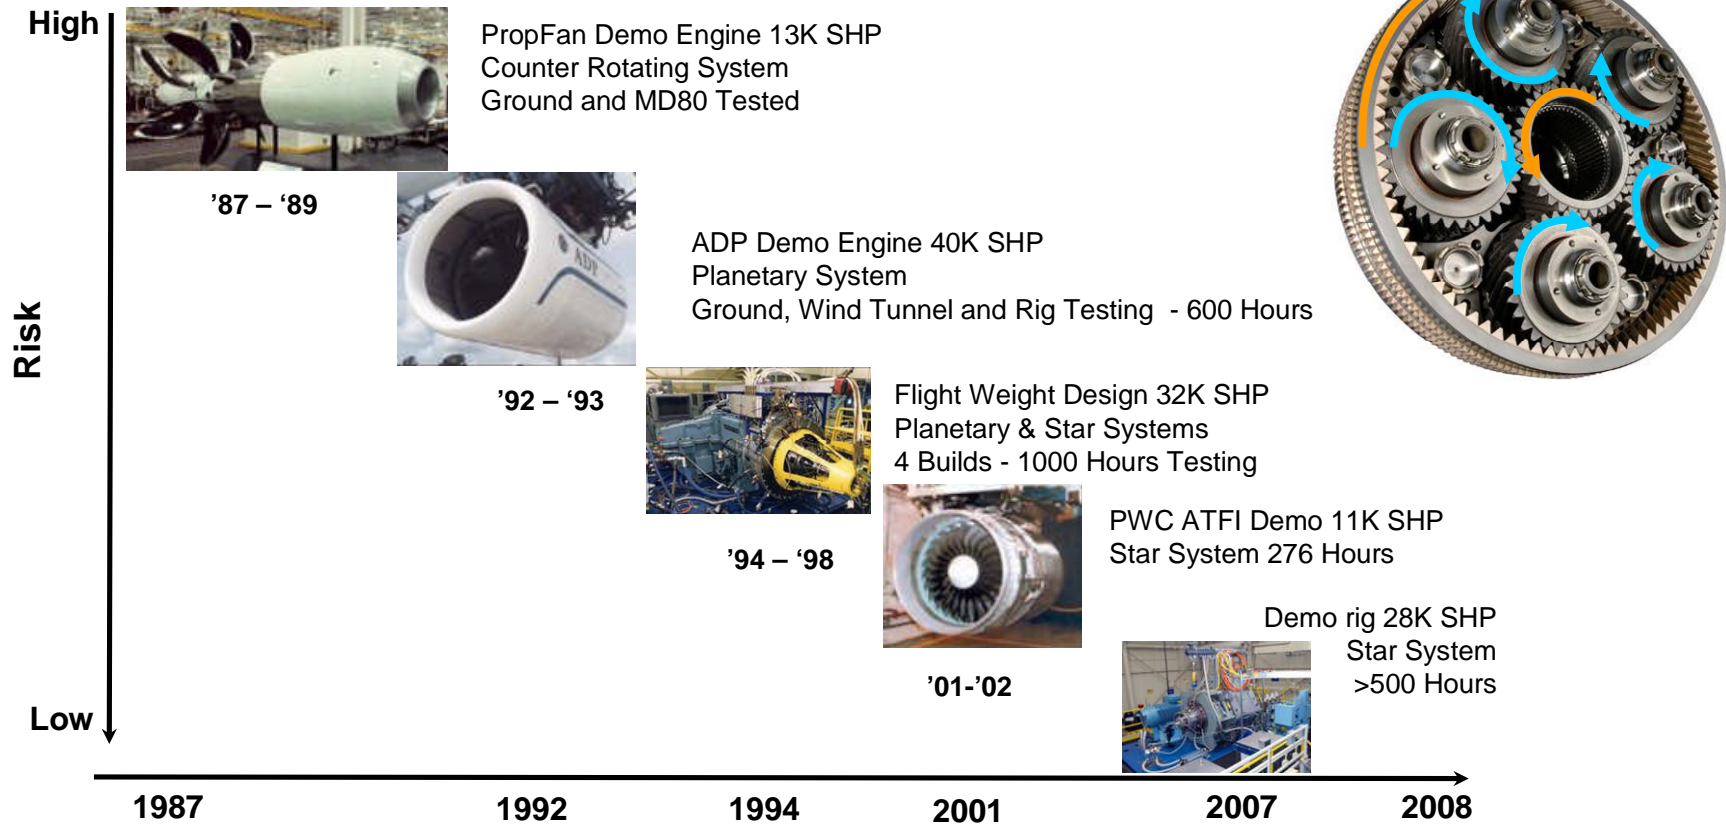 High
PropFan Demo Engine 13K SHP
Counter Rotating System
Ground and MD80 Tested
’87 – ‘89
ADP
ADP Demo Engine 40K SHP
Planetary System
Ground, Wind Tunnel and Rig Testing - 600 Hours
’92 – ‘93
Flight Weight Design 32K SHP
Planetary & Star Systems
4 Builds - 1000 Hours Testing
’94 – ‘98
PWC ATFI Demo 11K SHP
Star System 276 Hours
’01-’02
Demo rig 28K SHP
Star System
>500 Hours
Risk
Low
1987
1992
1994
2001
2007
2008